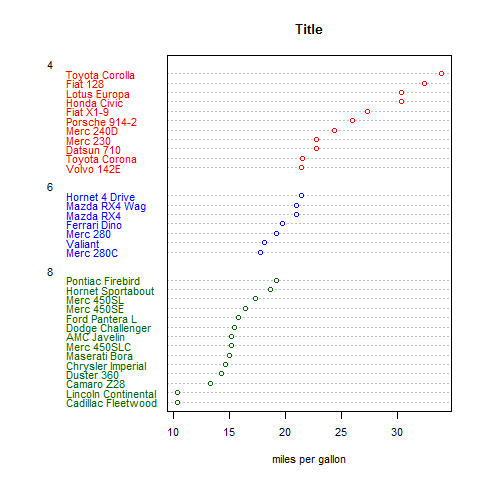 Title
4
Toyota Corolla
Fiat 128
Lotus Europa
Honda Civic
Fiat X1-9
Porsche 914-2
Merc 240D
Merc 230
Datsun 710
Toyota Corona
Volvo 142E
6
Hornet 4 Drive
Mazda RX4 Wag
Mazda RX4
Ferrari Dino
Merc 280
Valiant
Merc 280C
8
Pontiac Firebird
Hornet Sportabout
Merc 450SL
Merc 450SE
Ford Pantera L
Dodge Challenger
AMC Javelin
Merc 450SLC
Maserati Bora
Chrysler Imperial
Duster 360
Camaro Z28
Lincoln Continental
Cadillac Fleetwood
10 15 20 25 30
miles per gallon